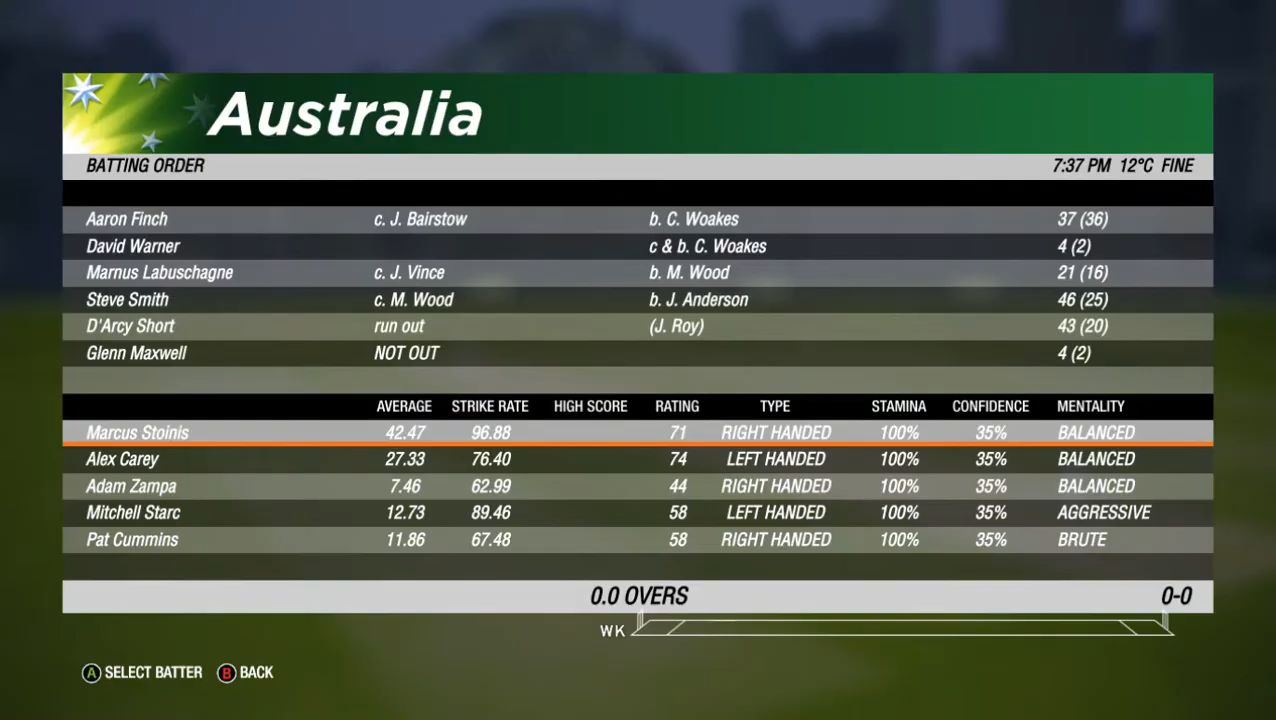 Australia
BATTING ORDER 7:37 PM 12°C FINE
Aaron Finch c. J. Bairstow b. C. Woakes 37 (36)
David Warner c & b. C. Woakes 4 (2)
Marnus Labuschagne c. J. Vince b. M. Wood 21 (16)
Steve Smith c. M. Wood b. J. Anderson 46 (25)
D'Arcy Short run out (J. Roy) 43 (20)
Glenn Maxwell NOT OUT 4 (2)
AVERAGE STRIKE RATE HIGH SCORE RATING TYPE STAMINA CONFIDENCE MENTALITY
Marcus Stoinis 42.47 96.88 71 RIGHT HANDED 100% 35% BALANCED
Alex Carey 27.33 76.40 74 LEFT HANDED 100% 35% BALANCED
Adam Zampa 7.46 62.99 44 RIGHT HANDED 100% 35% BALANCED
Mitchell Starc 12.73 89.46 58 LEFT HANDED 100% 35% AGGRESSIVE
Pat Cummins 11.86 67.48 58 RIGHT HANDED 100% 35% BRUTE
0.0 OVERS 0-0
WK
A SELECT BATTER B BACK